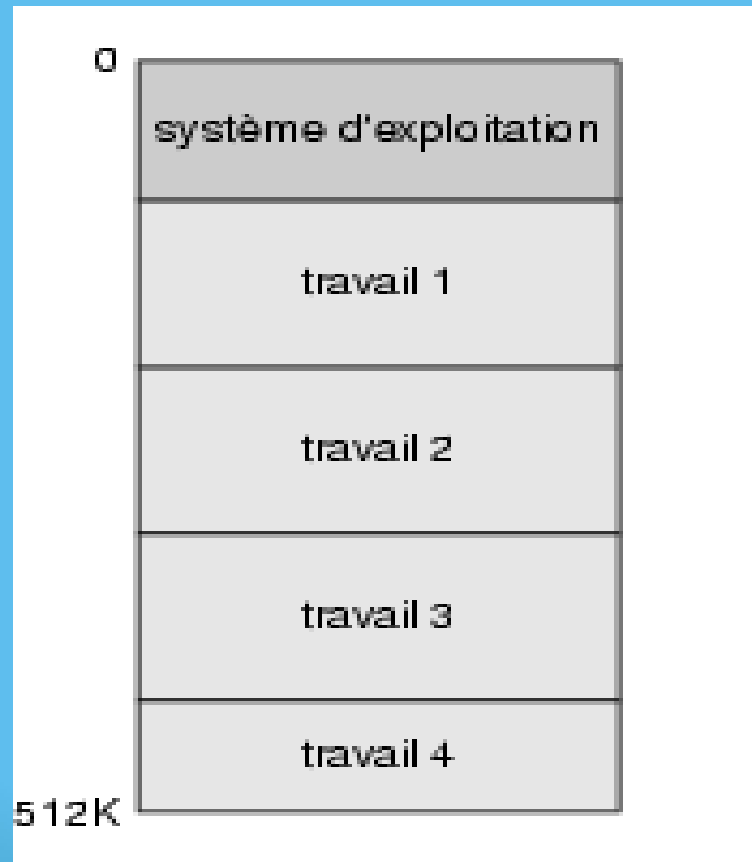 0
système d'exploitation
travail 1
travail 2
travail 3
travail 4
512K